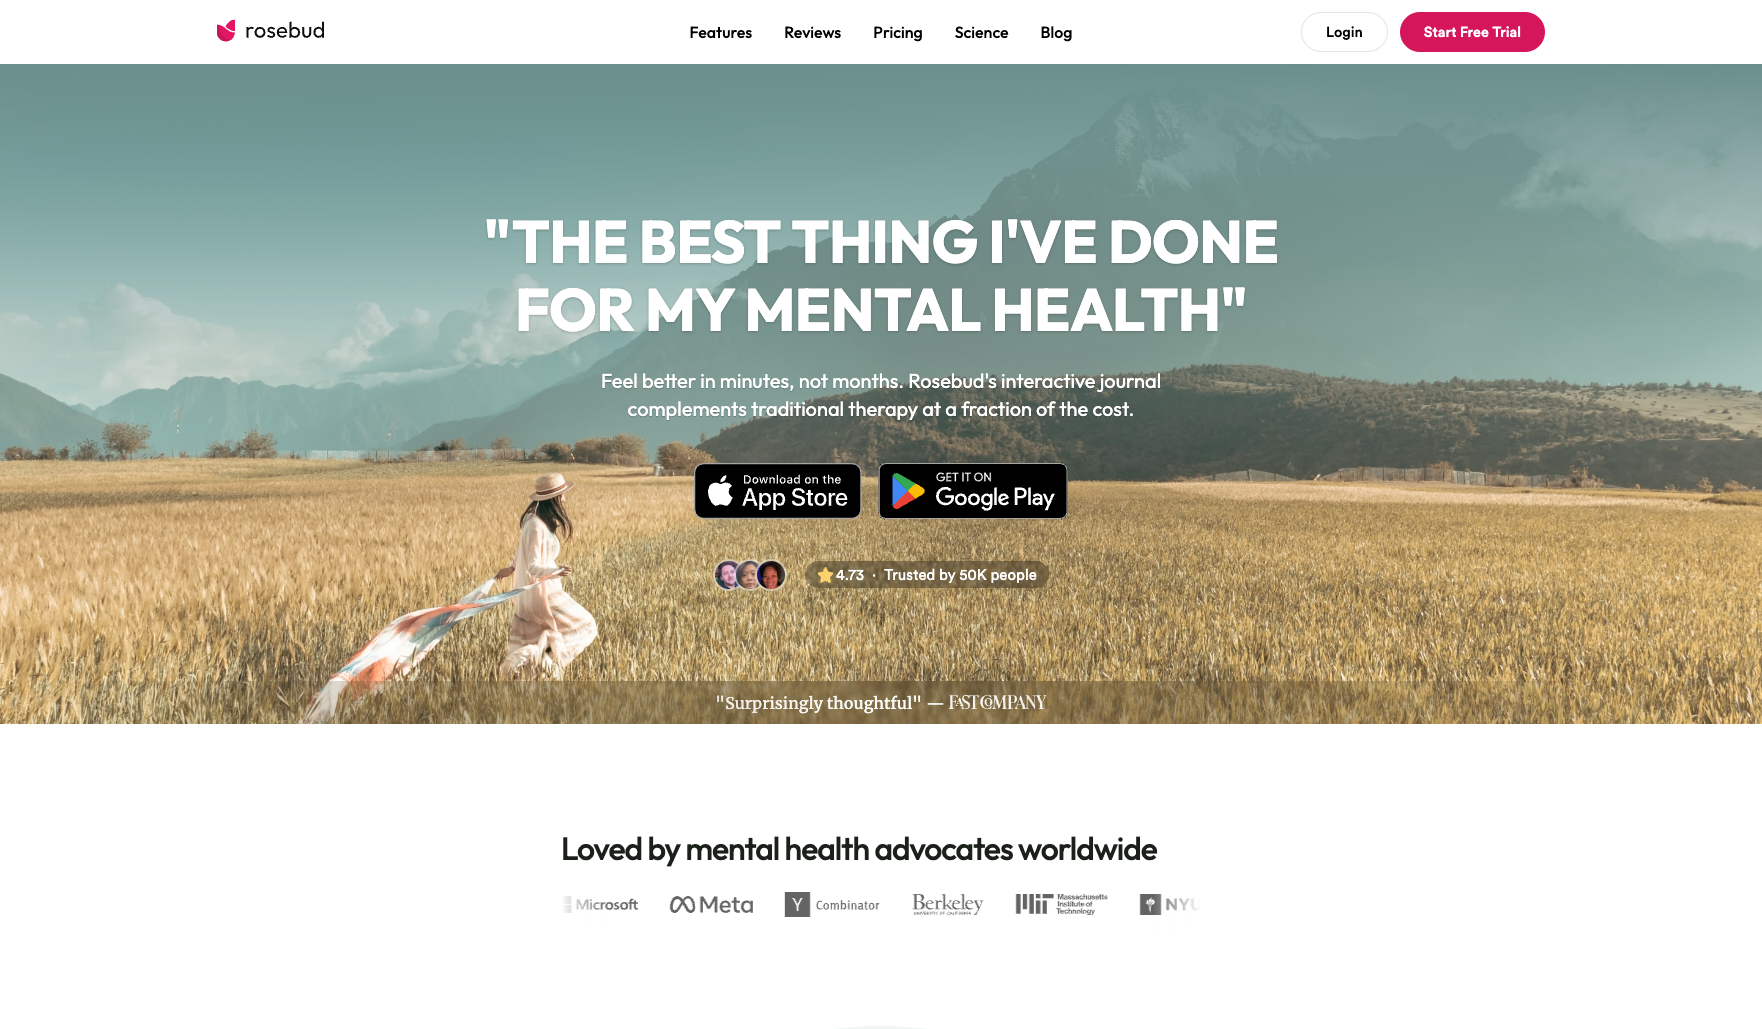 rosebud
Features
Reviews
Pricing
Science
Blog
Login
Start Free Trial
"THE BEST THING I'VE DONE
FOR MY MENTAL HEALTH"
Feel better in minutes, not months. Rosebud's interactive journal
complements traditional therapy at a fraction of the cost.
Download on the
App Store
GET IT ON
Google Play
4.73 · Trusted by 50K people
"Surprisingly thoughtful" — FAST COMPANY
Loved by mental health advocates worldwide
Microsoft
Meta
Y Combinator
Berkeley
UNIVERSITY OF CALIFORNIA
Massachusetts
Institute of
Technology
NYU